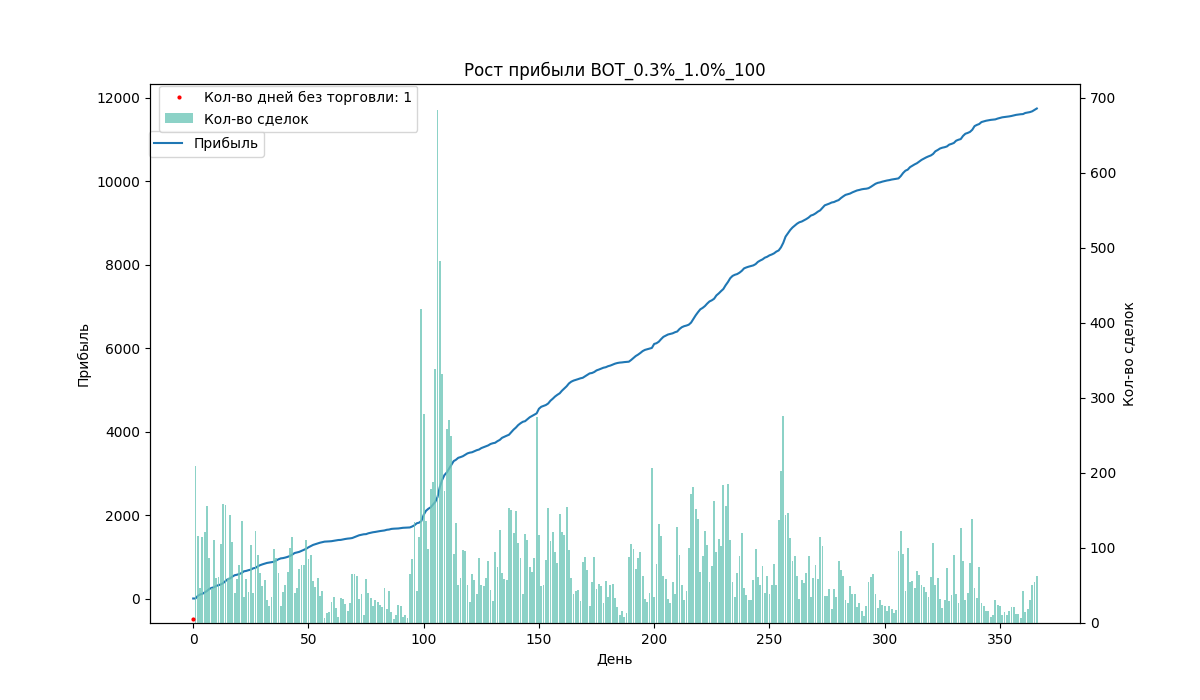 Рост прибыли BOT_0.3%_1.0%_100
Кол-во дней без торговли: 1
Кол-во сделок
Прибыль
12000
10000
8000
6000
4000
2000
0
Прибыль
700
600
500
400
300
200
100
0
Кол-во сделок
0 50 100 150 200 250 300 350
День